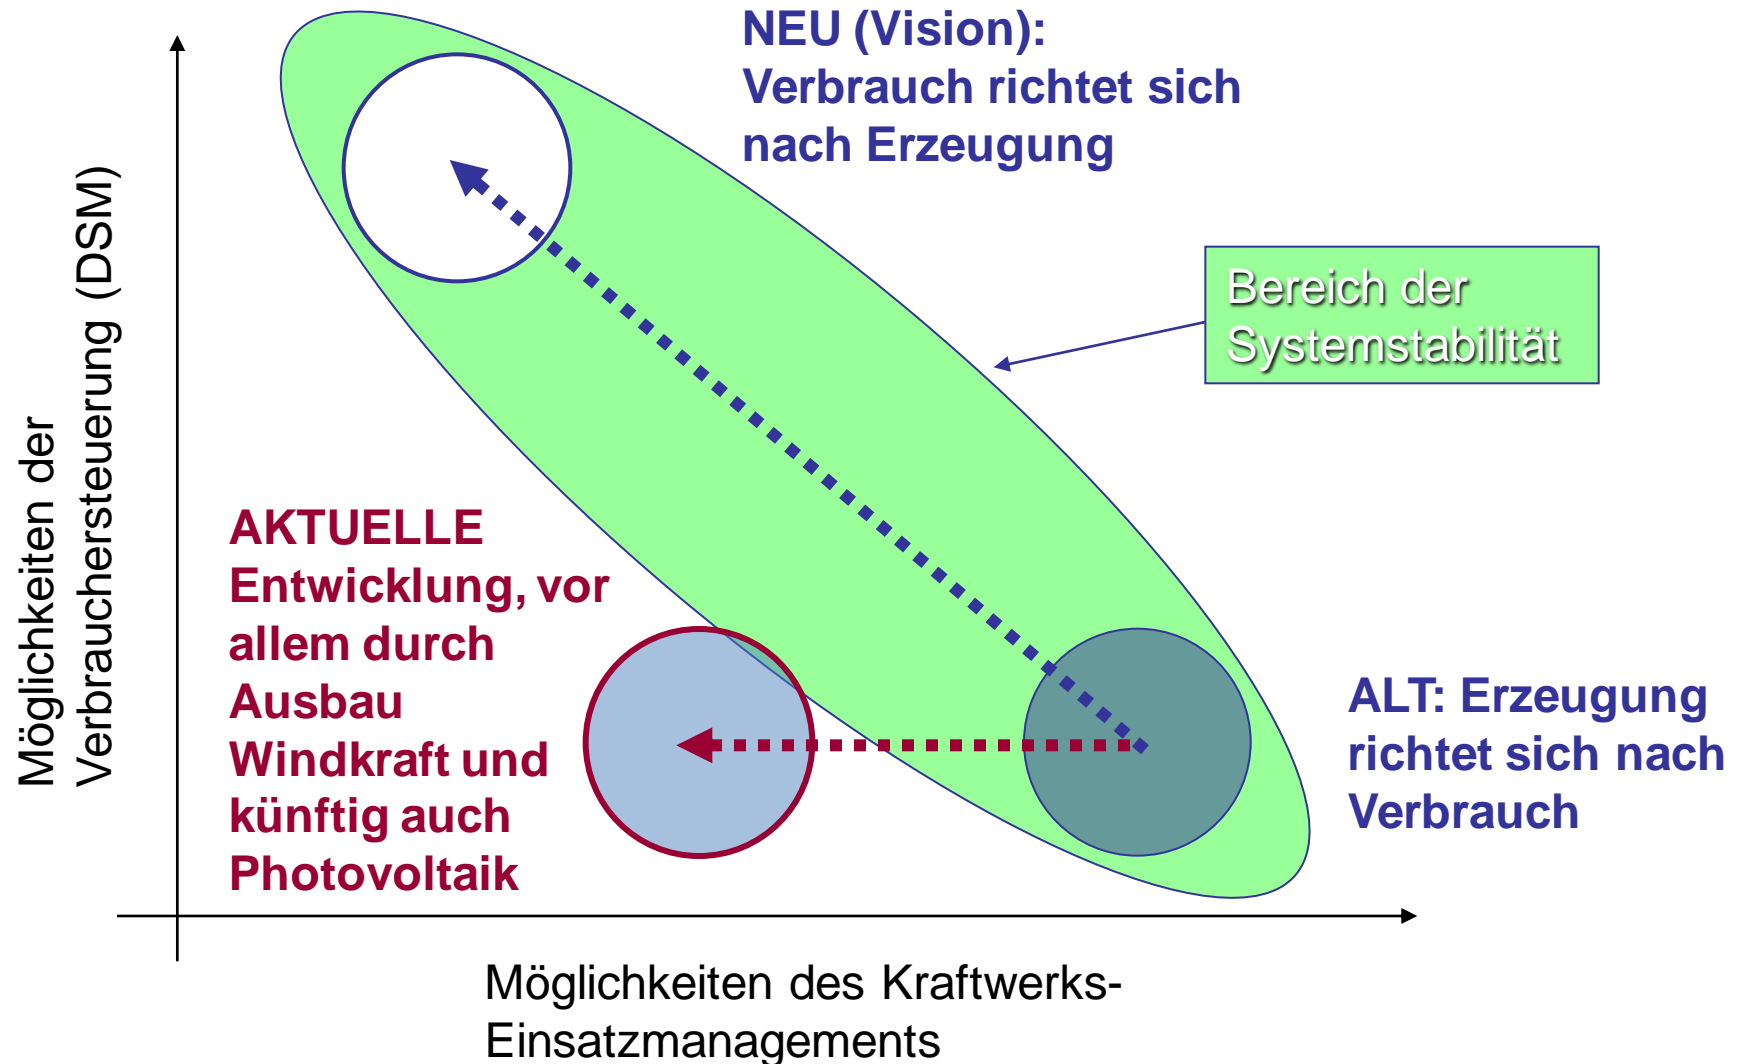 NEU (Vision):
Verbrauch richtet sich
nach Erzeugung
Möglichkeiten der
Verbrauchersteuerung (DSM)
Bereich der
Systemstabilität
AKTUELLE
Entwicklung, vor
allem durch
Ausbau
Windkraft und
künftig auch
Photovoltaik
ALT: Erzeugung
richtet sich nach
Verbrauch
Möglichkeiten des Kraftwerks-
Einsatzmanagements